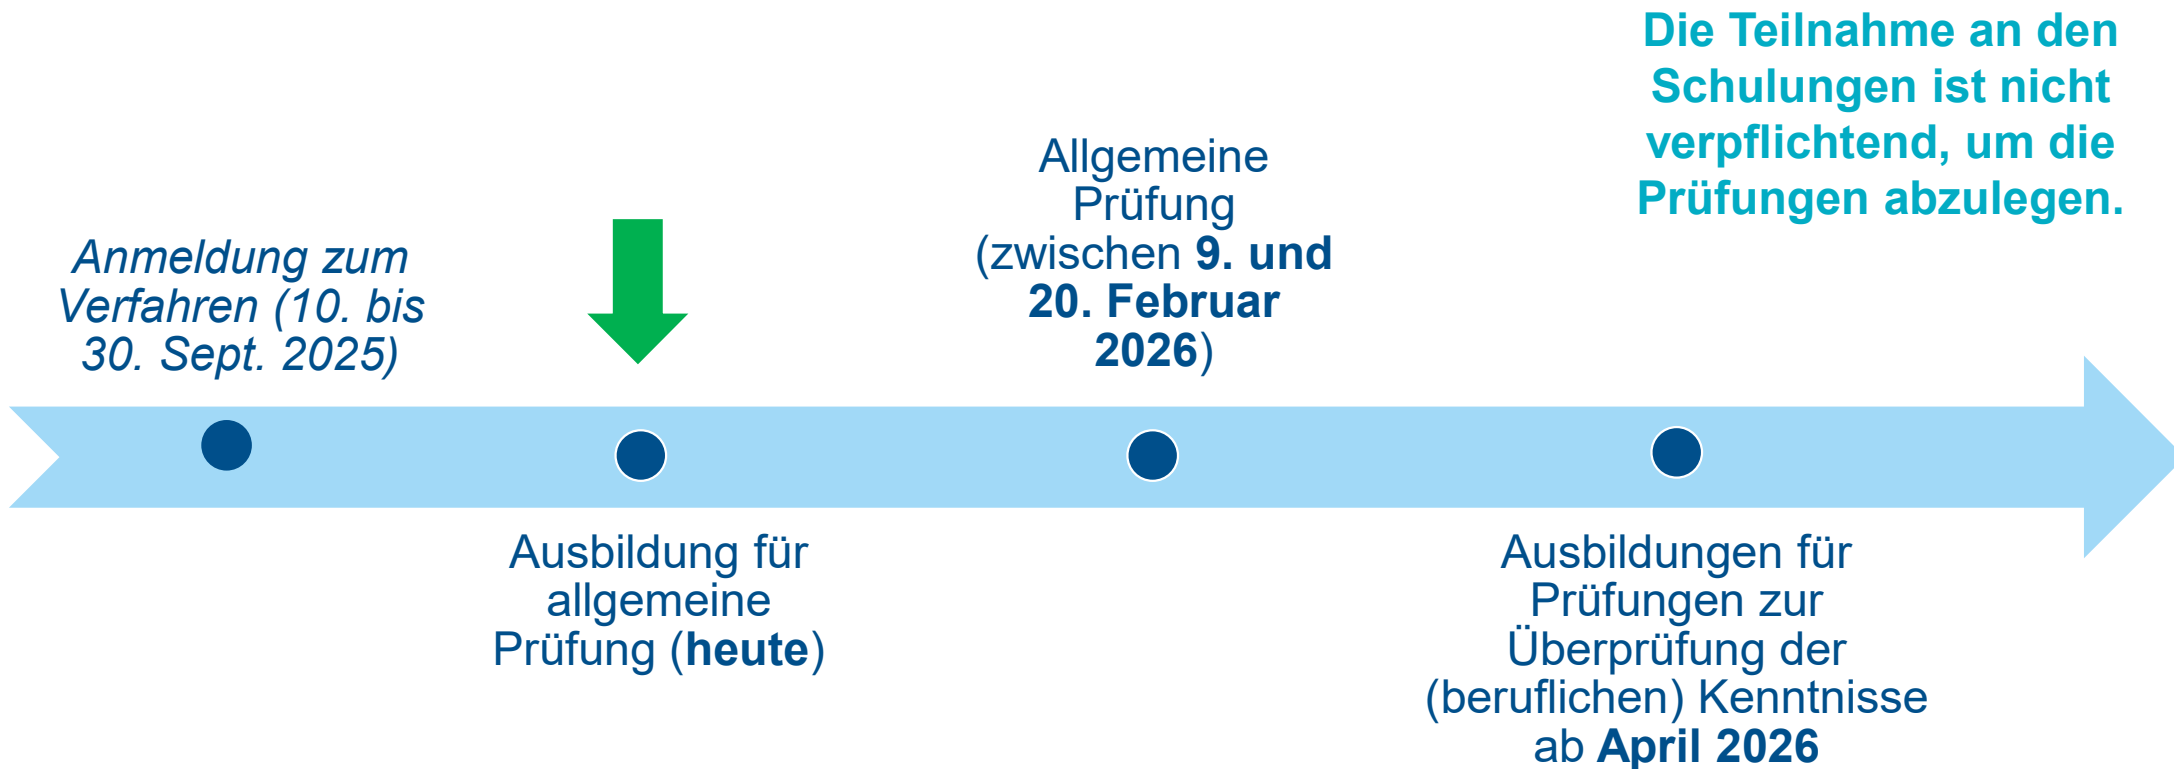 Die Teilnahme an den
Schulungen ist nicht
verpflichtend, um die
Prüfungen abzulegen.
Anmeldung zum
Verfahren (10. bis
30. Sept. 2025)
Allgemeine
Prüfung
(zwischen 9. und
20. Februar
2026)
Ausbildung für
allgemeine
Prüfung (heute)
Ausbildungen für
Prüfungen zur
Überprüfung der
(beruflichen) Kenntnisse
ab April 2026